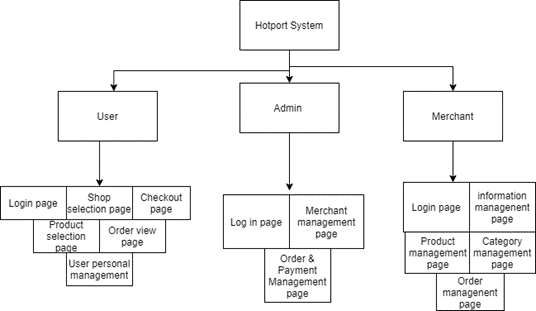 Hotport System
User
Admin
Merchant
Login page
Shop
selection page
Checkout
page
Product
selection
page
Order view
page
User personal
management
Log in page
Merchant
management
page
Order &
Payment
Management
page
Login page
information
management
page
Product
management
page
Category
management
page
Order
management
page